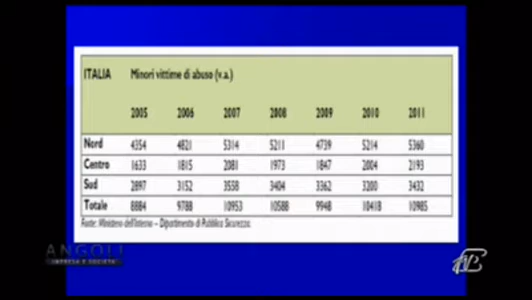 ITALIA Minori vittime di abuso (v.a.)
2005 2006 2007 2008 2009 2010 2011
Nord 4354 4821 5314 5211 4739 5214 5360
Centro 1633 1815 2081 1973 1847 2004 2193
Sud 2897 3152 3558 3404 3362 3200 3432
Totale 8884 9788 10953 10588 9948 10418 10985
Fonte: Ministero dell'Interno – Dipartimento di Pubblica Sicurezza.
ANGOLI
IMPRESA E SOCIETA'